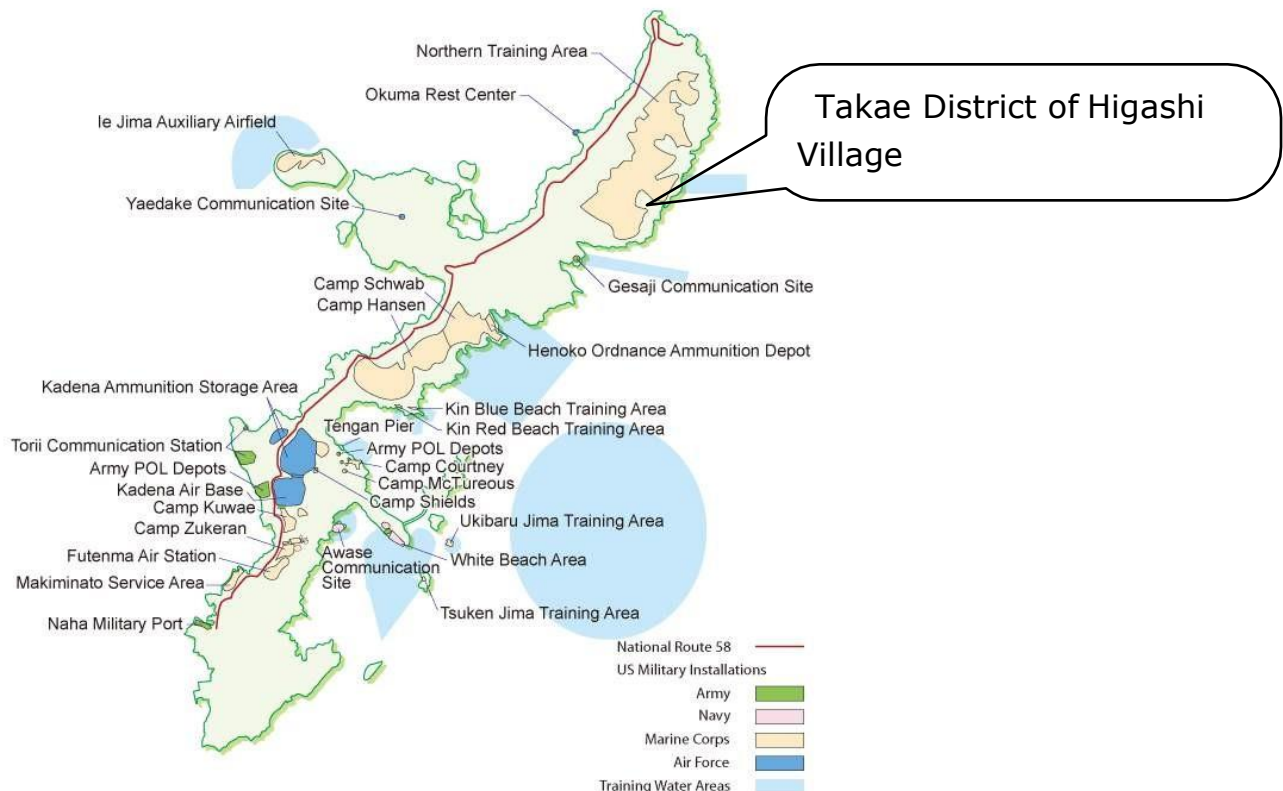 Northern Training Area
Okuma Rest Center
Takae District of Higashi
Village
Ie Jima Auxiliary Airfield
Yaedake Communication Site
Gesaji Communication Site
Camp Schwab
Camp Hansen
Henoko Ordnance Ammunition Depot
Kadena Ammunition Storage Area
Kin Blue Beach Training Area
Kin Red Beach Training Area
Tengan Pier
Torii Communication Station
Army POL Depots
Army POL Depots
Camp Courtney
Kadena Air Base
Camp McTureous
Camp Kuwae
Camp Shields
Camp Zukeran
Ukibaru Jima Training Area
Futenma Air Station
Awase
Communication
Site
White Beach Area
Makiminato Service Area
Tsuken Jima Training Area
Naha Military Port
National Route 58
US Military Installations
Army
Navy
Marine Corps
Air Force
Training Water Areas